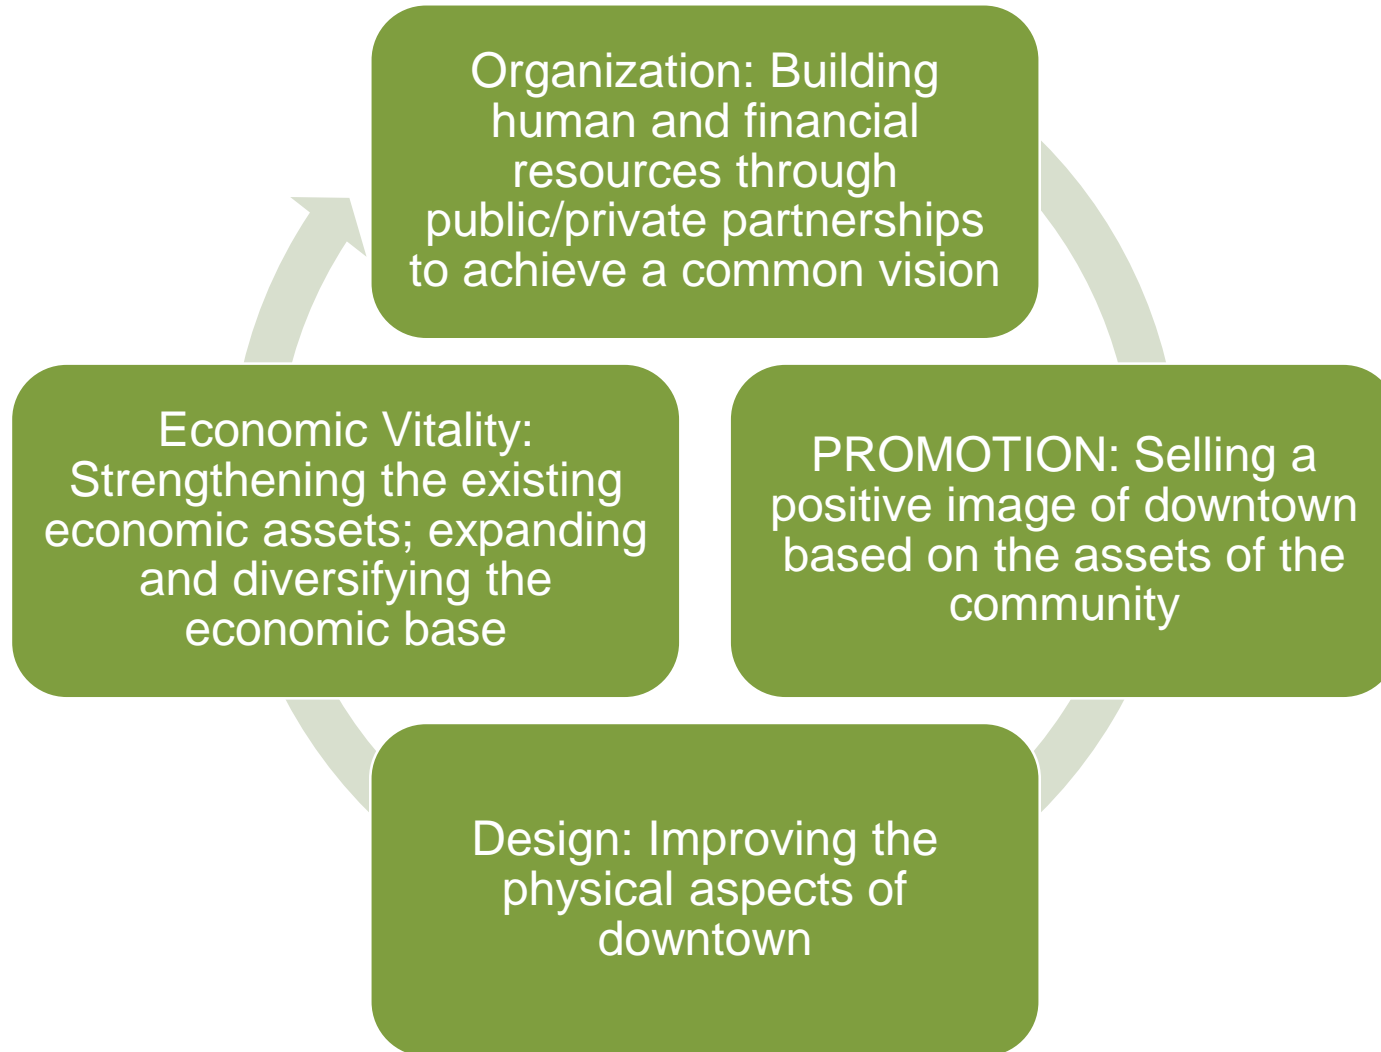 Organization: Building
human and financial
resources through
public/private partnerships
to achieve a common vision
Economic Vitality:
Strengthening the existing
economic assets; expanding
and diversifying the
economic base
PROMOTION: Selling a
positive image of downtown
based on the assets of the
community
Design: Improving the
physical aspects of
downtown